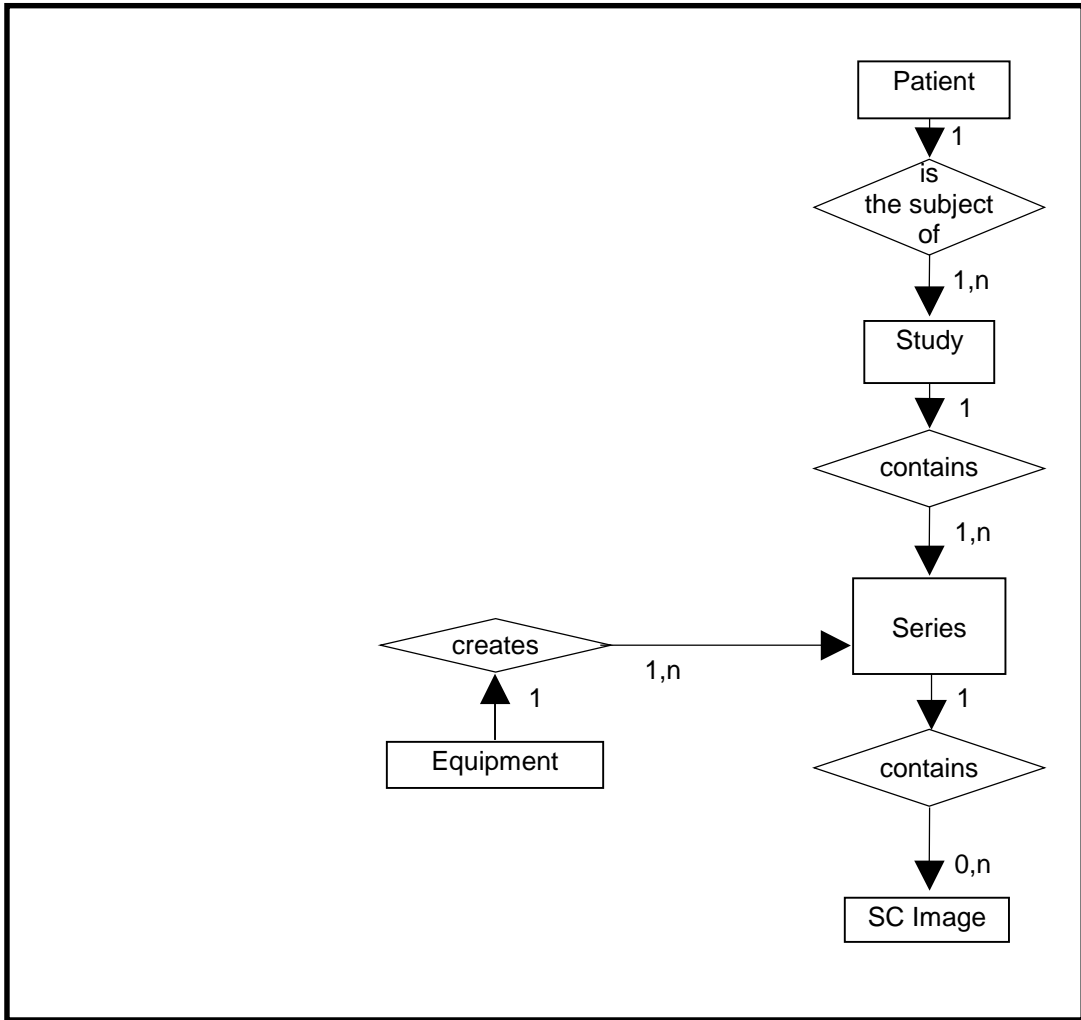 Patient
1
is
the subject
of
1,n
Study
1
contains
1,n
Series
creates
1,n
1
1
Equipment
contains
0,n
SC Image